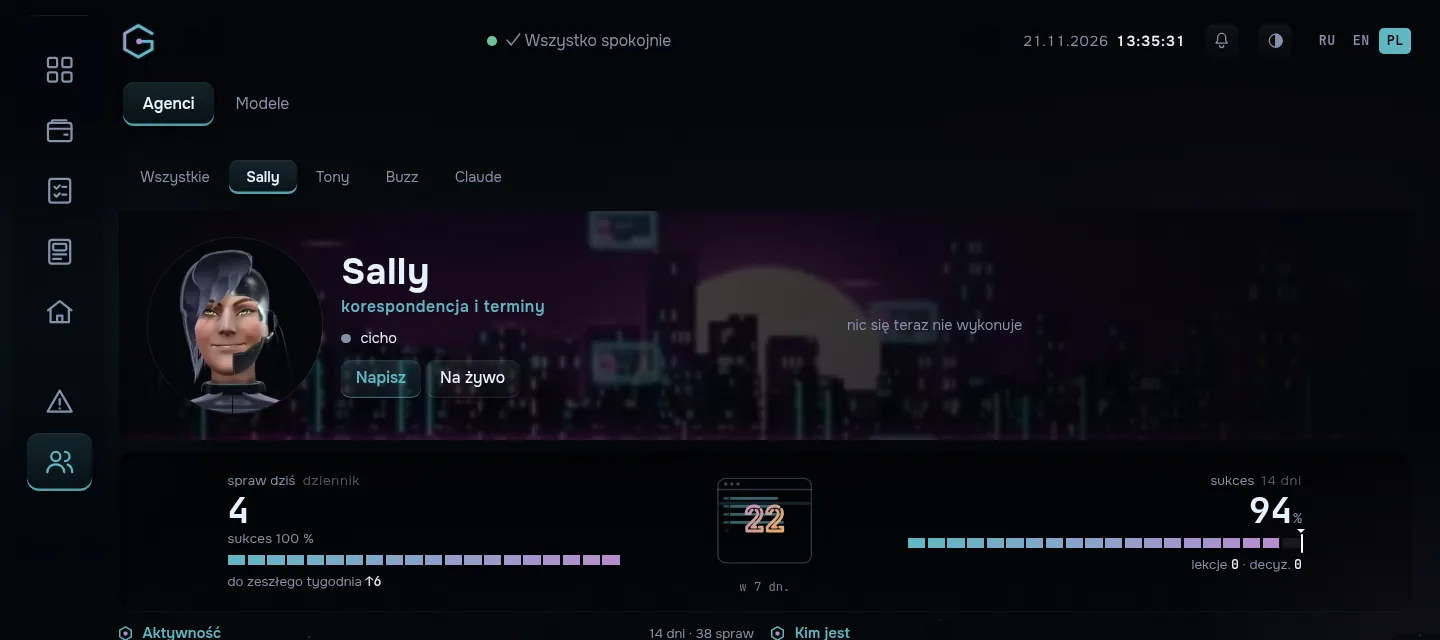 ✓ Wszystko spokojnie
21.11.2026 13:35:31
RU EN PL
Agenci Modele
Wszystkie Sally Tony Buzz Claude
Sally
korespondencja i terminy
cicho
nic się teraz nie wykonuje
Napisz Na żywo
spraw dziś dziennik
4
sukces 100 %
do zeszłego tygodnia ↑6
22
w 7 dn.
sukces 14 dni
94%
lekcje 0 · decyz. 0
Aktywność
14 dni · 38 spraw
Kim jest